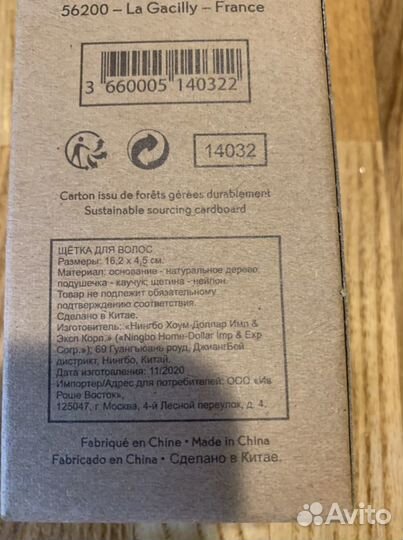 56200 – La Gacilly – France
3 660005 140322
14032
Carton issu de forêts gérées durablement
Sustainable sourcing cardboard
ЩЁТКА ДЛЯ ВОЛОС
Размеры: 16,2 х 4,5 см.
Материал: основание - натуральное дерево,
подушечка - каучук; щетина - нейлон.
Товар не подлежит обязательному
подтверждению соответствия.
Сделано в Китае.
Изготовитель: «Нингбо Хоум-Доллар Имп &
Эксп Корп.» («Ningbo Home-Dollar Imp & Exp
Corp.»); 69 Гуангъюань роуд, ДжиангБой
дистрикт, Нингбо, Китай.
Дата изготовления: 11/2020
Импортер/Адрес для потребителей: ООО «Ив
Роше Восток»,
125047, г. Москва, 4-й Лесной переулок, д. 4.
Fabriqué en Chine • Made in China
Fabricado en China • Сделано в Китае.
Avito